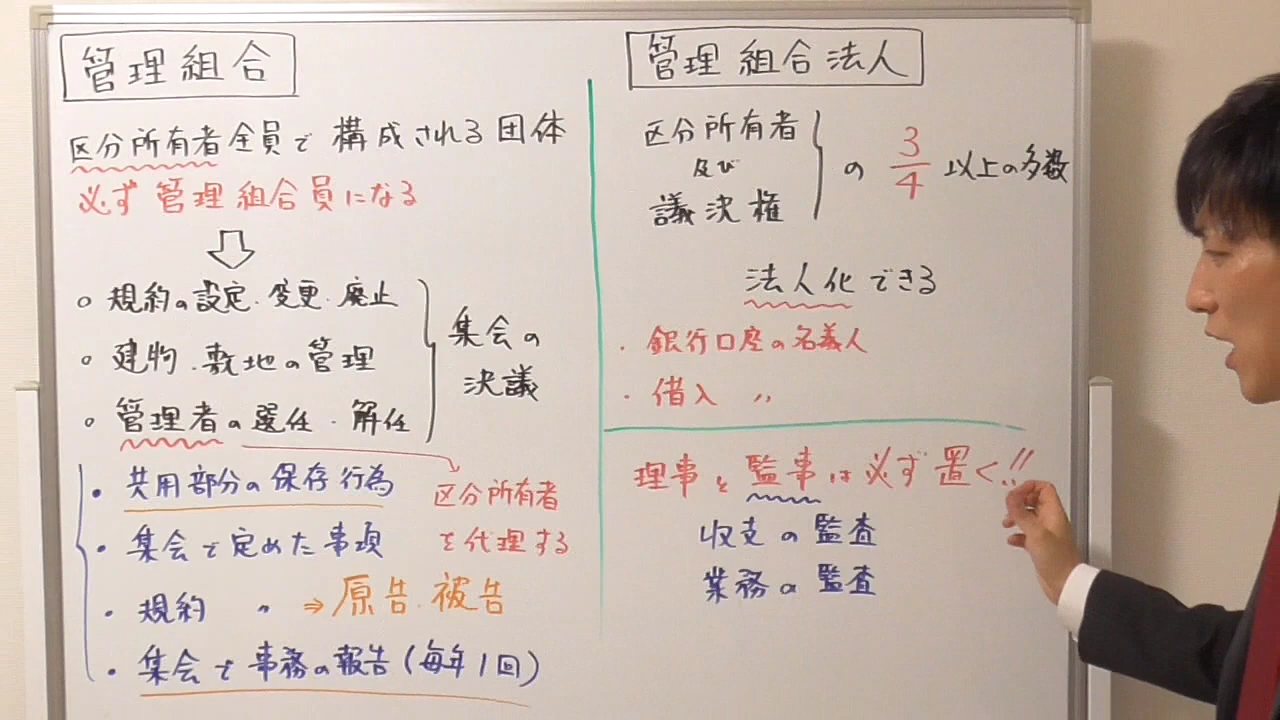 管理組合
区分所有者全員で構成される団体
必ず管理組合員になる
○規約の設定・変更・廃止
○建物・敷地の管理
○管理者の選任・解任
集会の
決議
・共用部分の保存行為
・集会で定めた事項
・規約 〃 ⇒原告・被告
・集会で事務の報告(毎年1回)
区分所有者
を代理する
管理組合法人
区分所有者
及び
議決権
の3/4以上の多数
法人化できる
・銀行口座の名義人
・借入 〃
理事と監事は必ず置く!!
収支の監査
業務の監査